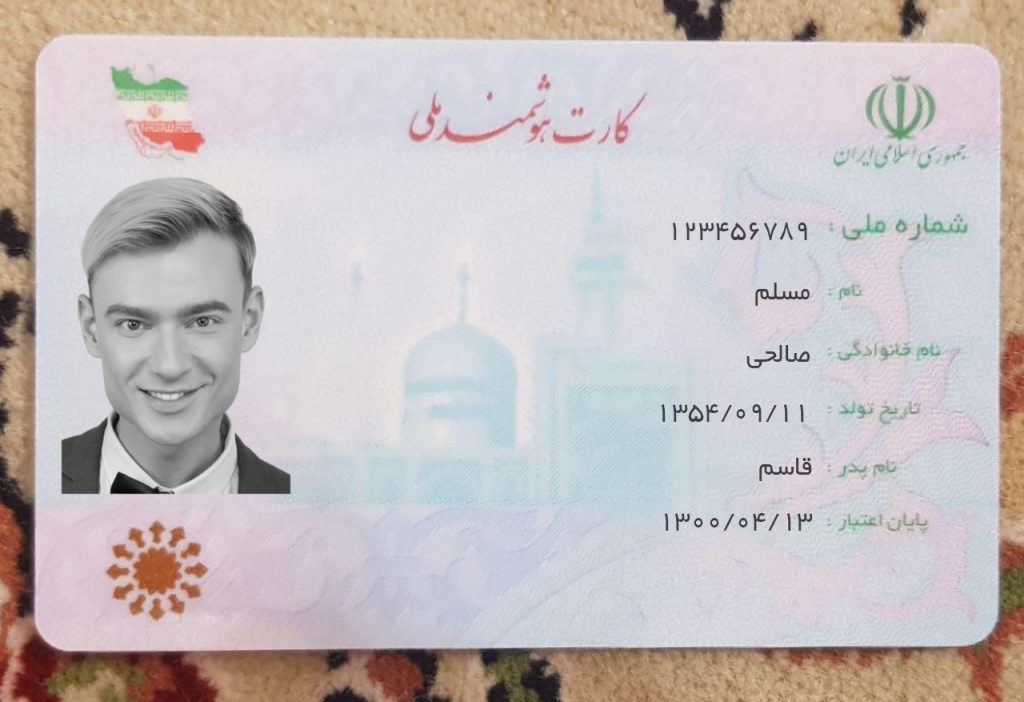 کارت هوشمند ملی
جمهوری اسلامی ایران
شماره ملی : ۱۲۳۴۵۶۷۸۹
نام : مسلم
نام خانوادگی : صالحی
تاریخ تولد : ۱۳۵۴/۰۹/۱۱
نام پدر : قاسم
پایان اعتبار : ۱۳۰۰/۰۴/۱۳